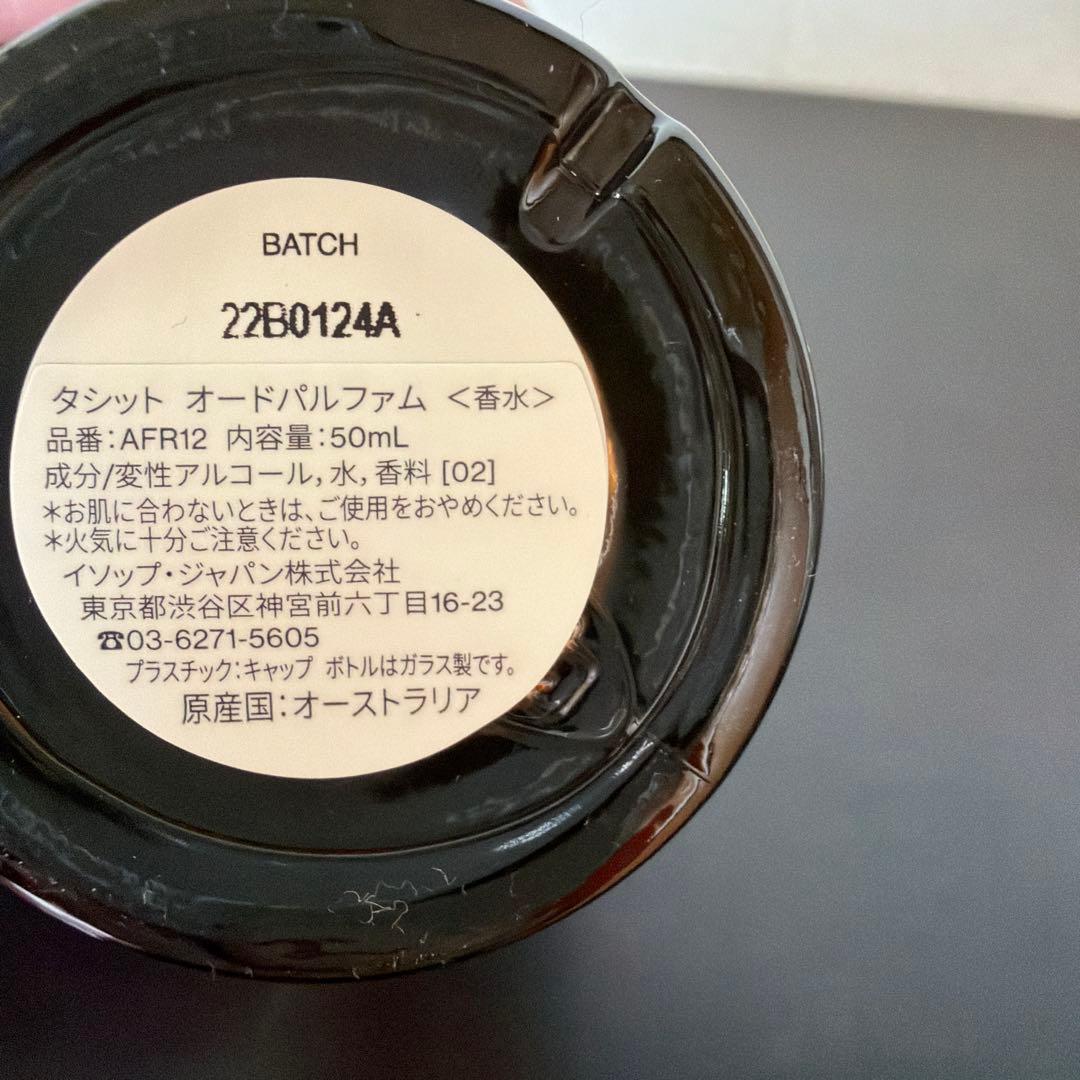 BATCH
22B0124A
タシット オードパルファム ＜香水＞
品番：AFR12 内容量：50mL
成分/変性アルコール，水，香料 [02]
＊お肌に合わないときは、ご使用をおやめください。
＊火気に十分ご注意ください。
イソップ・ジャパン株式会社
東京都渋谷区神宮前六丁目16-23
☎03-6271-5605
プラスチック：キャップ ボトルはガラス製です。
原産国：オーストラリア